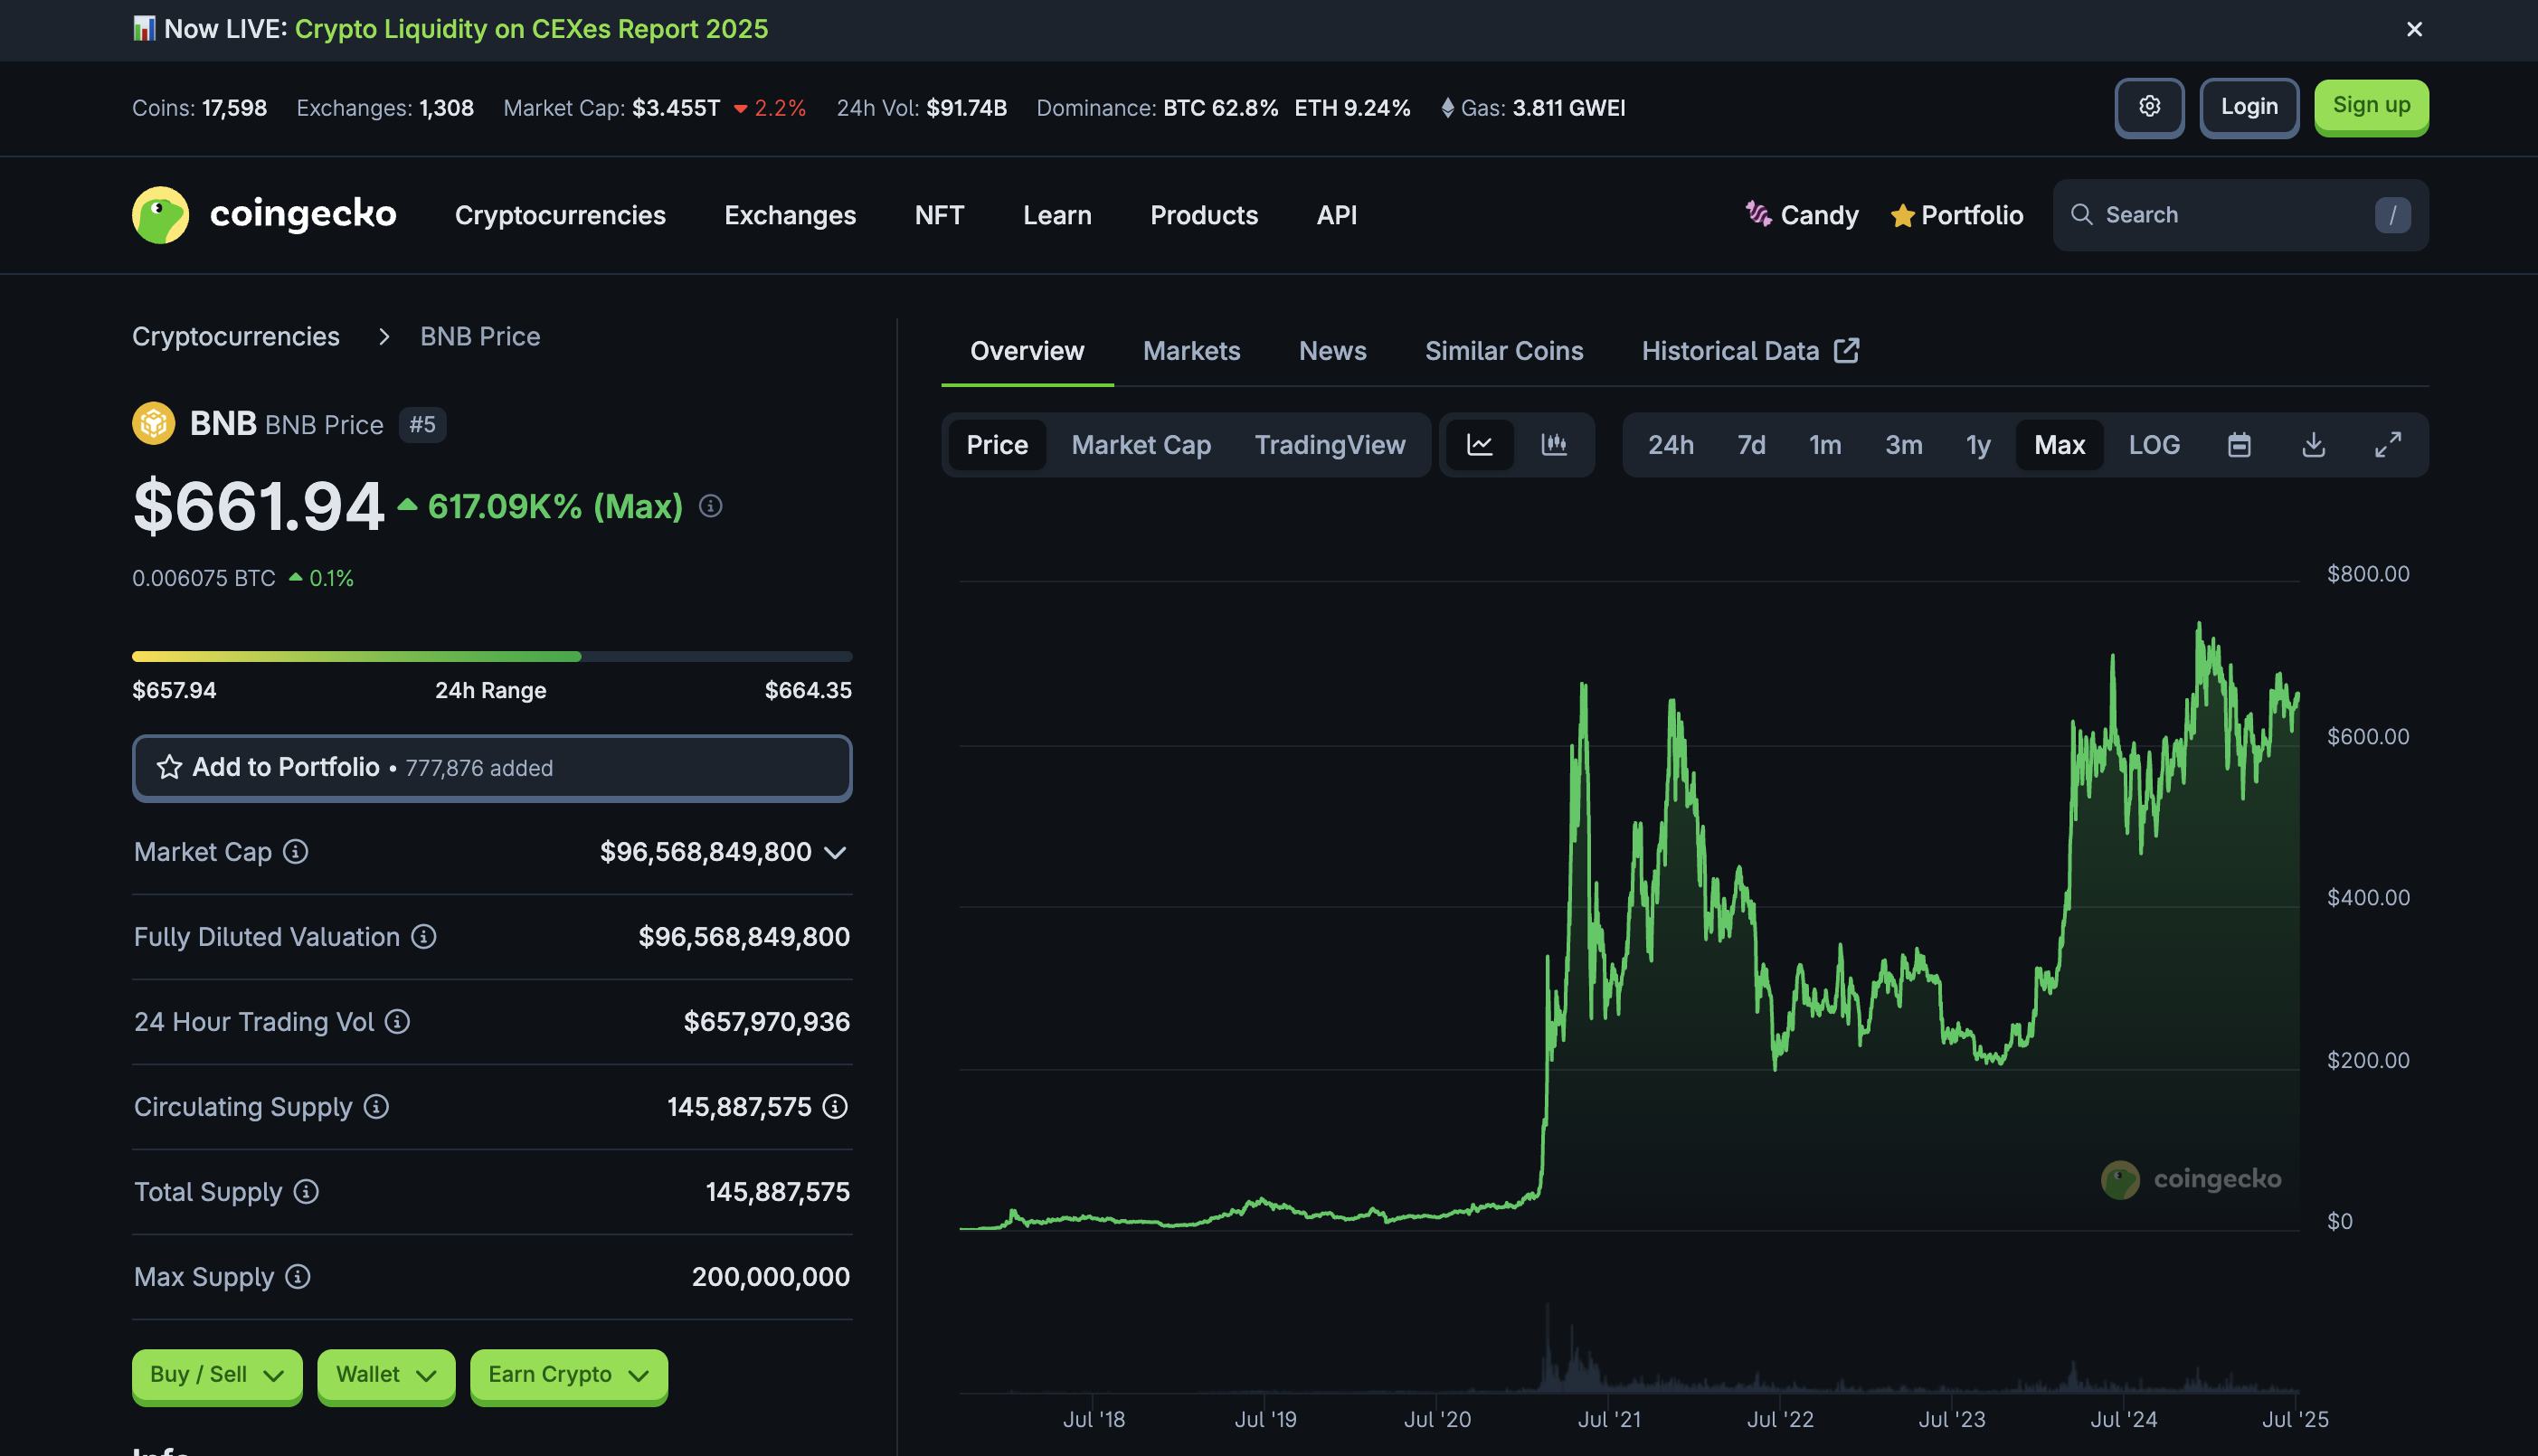 Now LIVE: Crypto Liquidity on CEXes Report 2025
Coins: 17,598 Exchanges: 1,308 Market Cap: $3.455T 2.2% 24h Vol: $91.74B Dominance: BTC 62.8% ETH 9.24% Gas: 3.811 GWEI
Login
Sign up
coingecko
Cryptocurrencies Exchanges NFT Learn Products API
Candy Portfolio
Search /
Cryptocurrencies > BNB Price
BNB BNB Price #5
$661.94 617.09K% (Max)
0.006075 BTC 0.1%
$657.94 24h Range $664.35
Add to Portfolio • 777,876 added
Market Cap $96,568,849,800
Fully Diluted Valuation $96,568,849,800
24 Hour Trading Vol $657,970,936
Circulating Supply 145,887,575
Total Supply 145,887,575
Max Supply 200,000,000
Buy / Sell Wallet Earn Crypto
Overview Markets News Similar Coins Historical Data
Price Market Cap TradingView
24h 7d 1m 3m 1y Max LOG
$800.00
$600.00
$400.00
$200.00
$0
coingecko
Jul '18 Jul '19 Jul '20 Jul '21 Jul '22 Jul '23 Jul '24 Jul '25